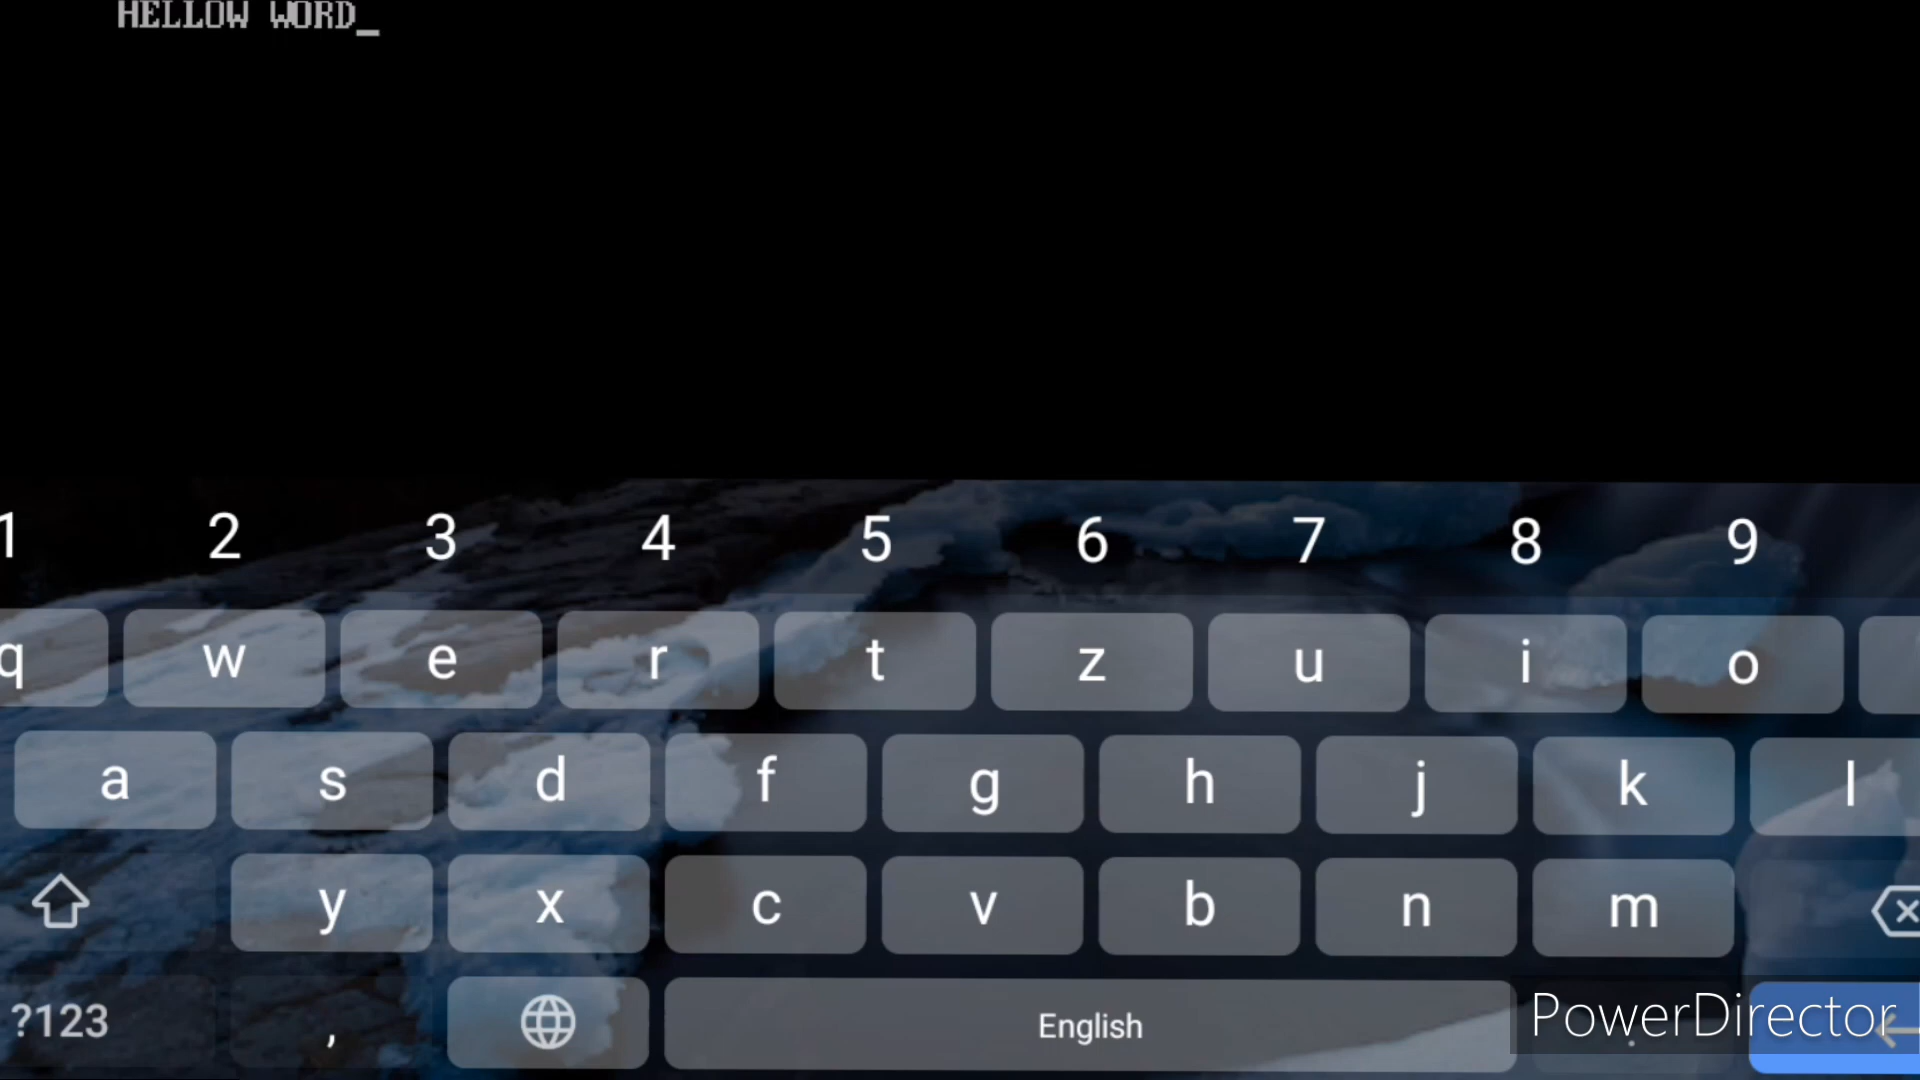 HELLOW WORD_
1 2 3 4 5 6 7 8 9
q w e r t z u i o
a s d f g h j k l
y x c v b n m
?123 , English .
PowerDirector